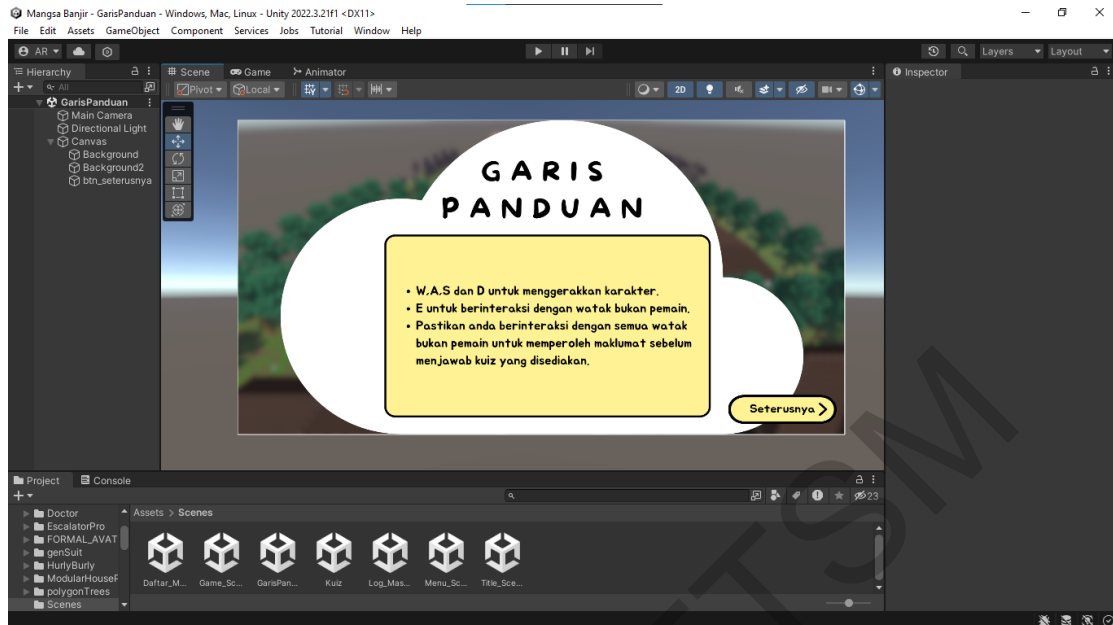 Mangsa Banjir - GarisPanduan - Windows, Mac, Linux - Unity 2022.3.21f1 <DX11>
File Edit Assets GameObject Component Services Jobs Tutorial Window Help
AR
Layers
Layout
Hierarchy
Scene
Game
Animator
Inspector
All
Pivot
Local
2D
GarisPanduan
Main Camera
Directional Light
Canvas
Background
Background2
btn_seterusnya
GARIS
PANDUAN
• W,A,S dan D untuk menggerakkan karakter.
• E untuk berinteraksi dengan watak bukan pemain,
• Pastikan anda berinteraksi dengan semua watak
bukan pemain untuk memperoleh maklumat sebelum
menjawab kuiz yang disediakan.
Seterusnya
Project
Console
23
Doctor
EscalatorPro
FORMAL_AVAT
genSuit
HurlyBurly
ModularHouseF
polygonTrees
Scenes
Assets > Scenes
Daftar_M...
Game_Sc...
GarisPan...
Kuiz
Log_Mas...
Menu_Sc...
Title_Sce...